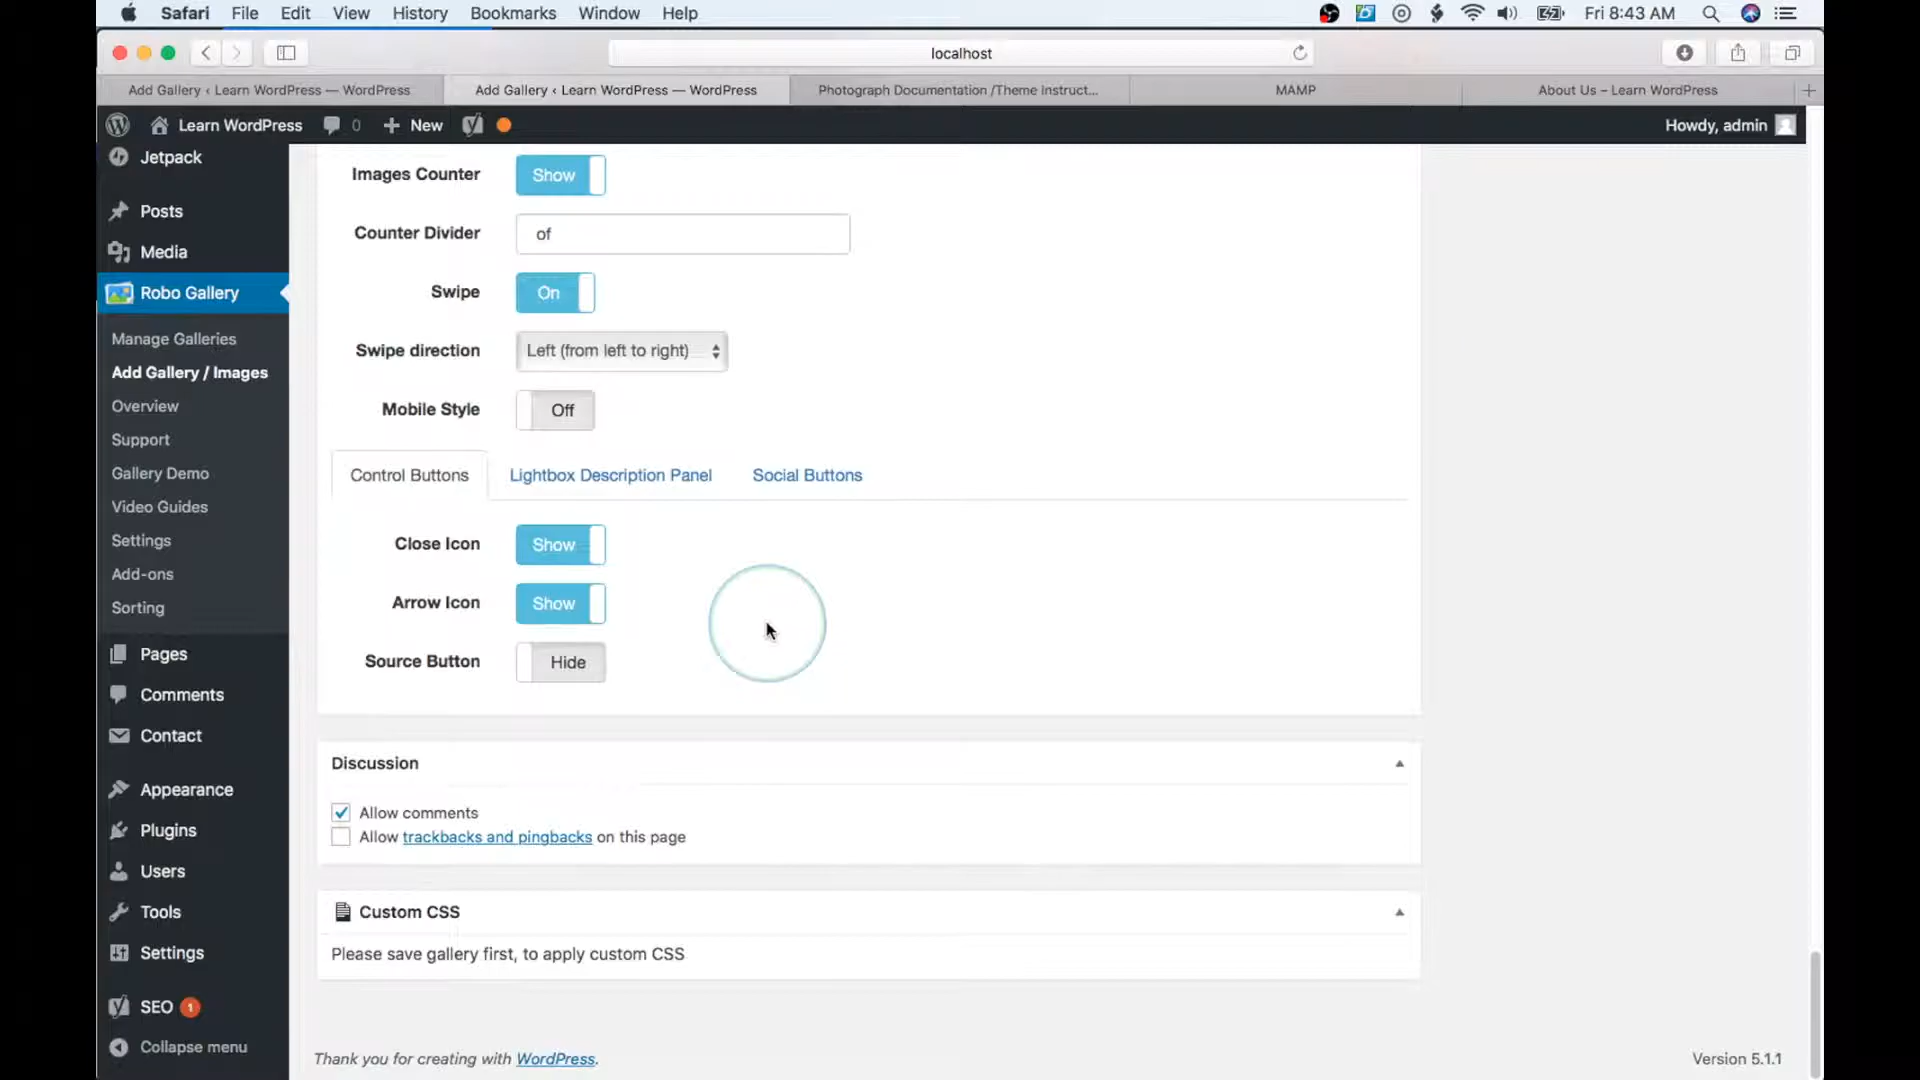 Safari File Edit View History Bookmarks Window Help Fri 8:43 AM
localhost
Add Gallery ‹ Learn WordPress — WordPress Add Gallery ‹ Learn WordPress — WordPress Photograph Documentation /Theme Instruct... MAMP About Us – Learn WordPress
Learn WordPress 0 + New Howdy, admin
Jetpack
Posts
Media
Robo Gallery
Manage Galleries
Add Gallery / Images
Overview
Support
Gallery Demo
Video Guides
Settings
Add-ons
Sorting
Pages
Comments
Contact
Appearance
Plugins
Users
Tools
Settings
SEO 1
Collapse menu
Images Counter Show
Counter Divider of
Swipe On
Swipe direction Left (from left to right)
Mobile Style Off
Control Buttons Lightbox Description Panel Social Buttons
Close Icon Show
Arrow Icon Show
Source Button Hide
Discussion
Allow comments
Allow trackbacks and pingbacks on this page
Custom CSS
Please save gallery first, to apply custom CSS
Thank you for creating with WordPress. Version 5.1.1